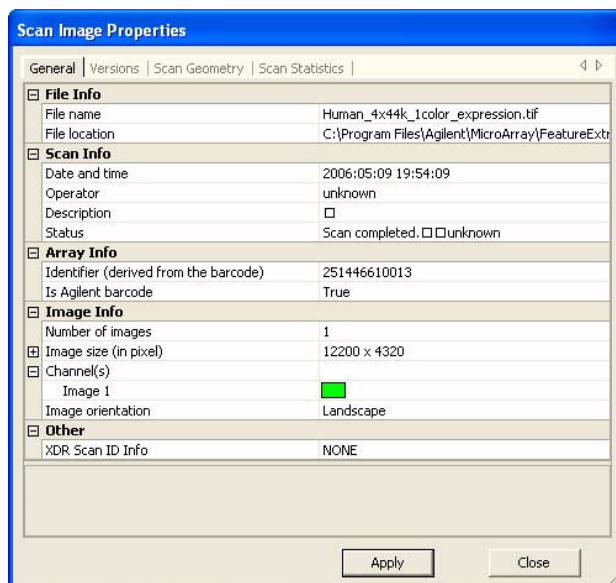 Scan Image Properties
General | Versions | Scan Geometry | Scan Statistics |
File Info
File name Human_4x44k_1color_expression.tif
File location C:\Program Files\Agilent\MicroArray\FeatureExtr
Scan Info
Date and time 2006:05:09 19:54:09
Operator unknown
Description □
Status Scan completed.□□unknown
Array Info
Identifier (derived from the barcode) 251446610013
Is Agilent barcode True
Image Info
Number of images 1
Image size (in pixel) 12200 x 4320
Channel(s)
Image 1
Image orientation Landscape
Other
XDR Scan ID Info NONE
Apply Close